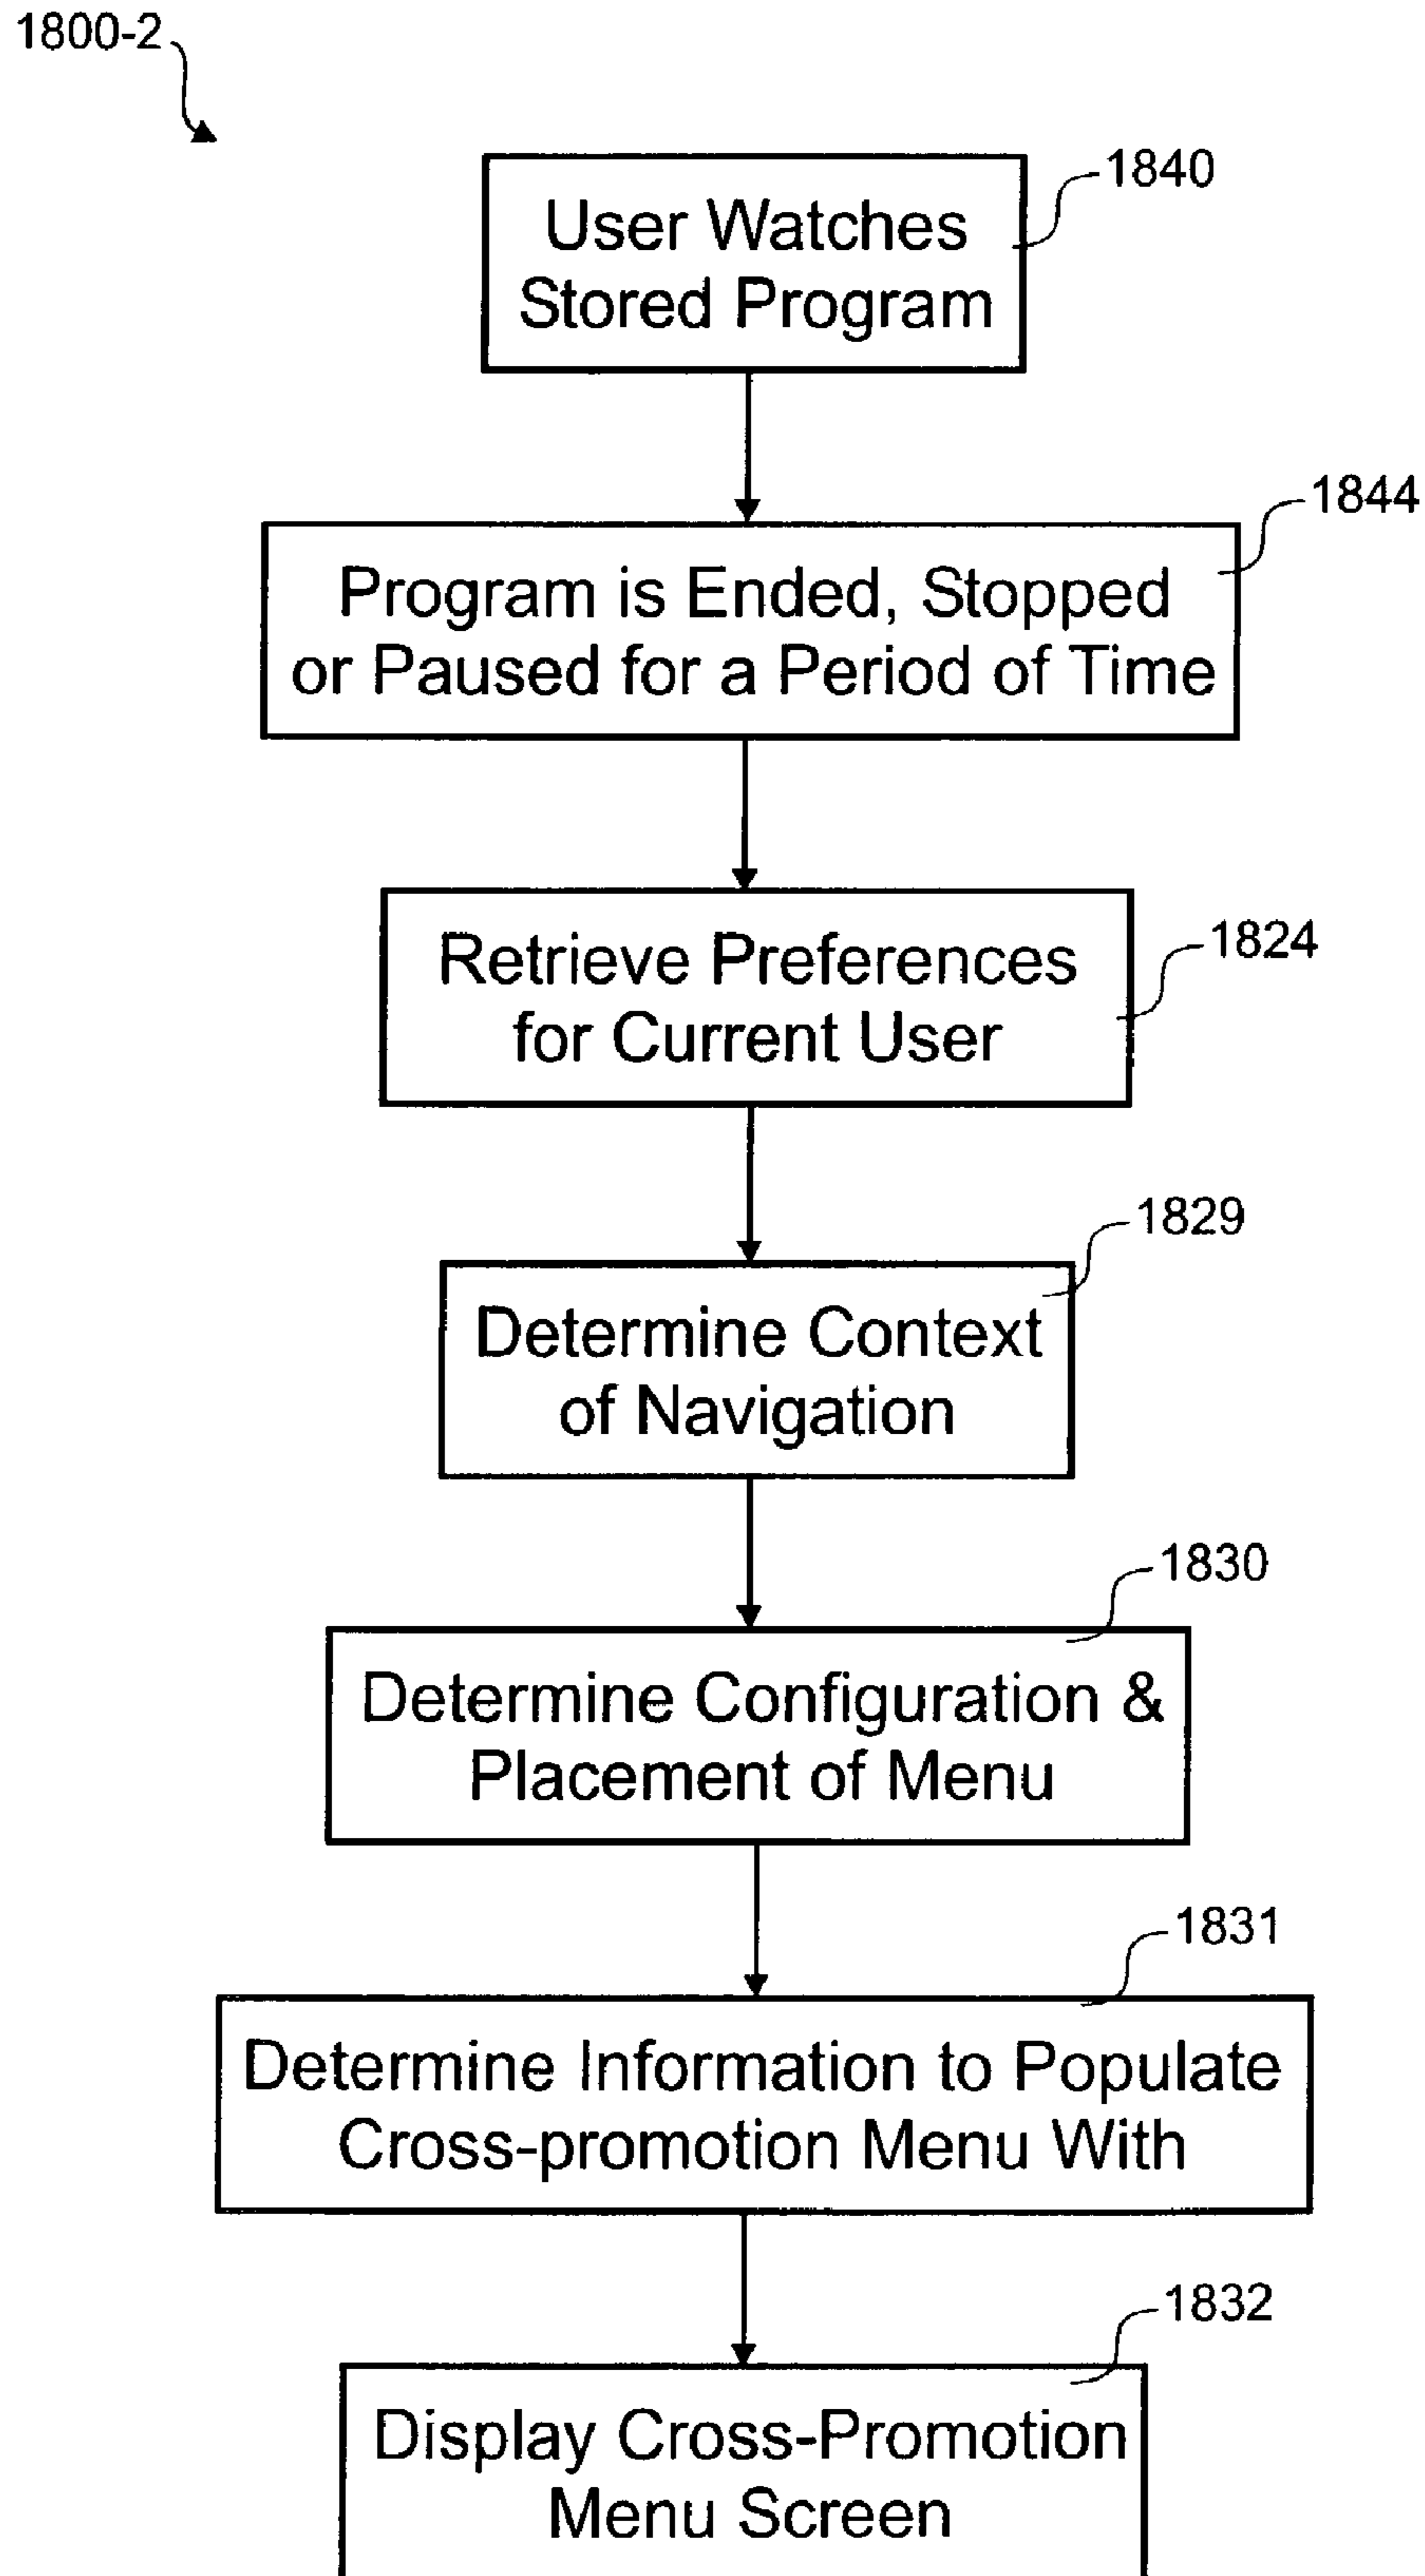 1800-2
1840
User Watches
Stored Program
1844
Program is Ended, Stopped
or Paused for a Period of Time
1824
Retrieve Preferences
for Current User
1829
Determine Context
of Navigation
1830
Determine Configuration &
Placement of Menu
1831
Determine Information to Populate
Cross-promotion Menu With
1832
Display Cross-Promotion
Menu Screen